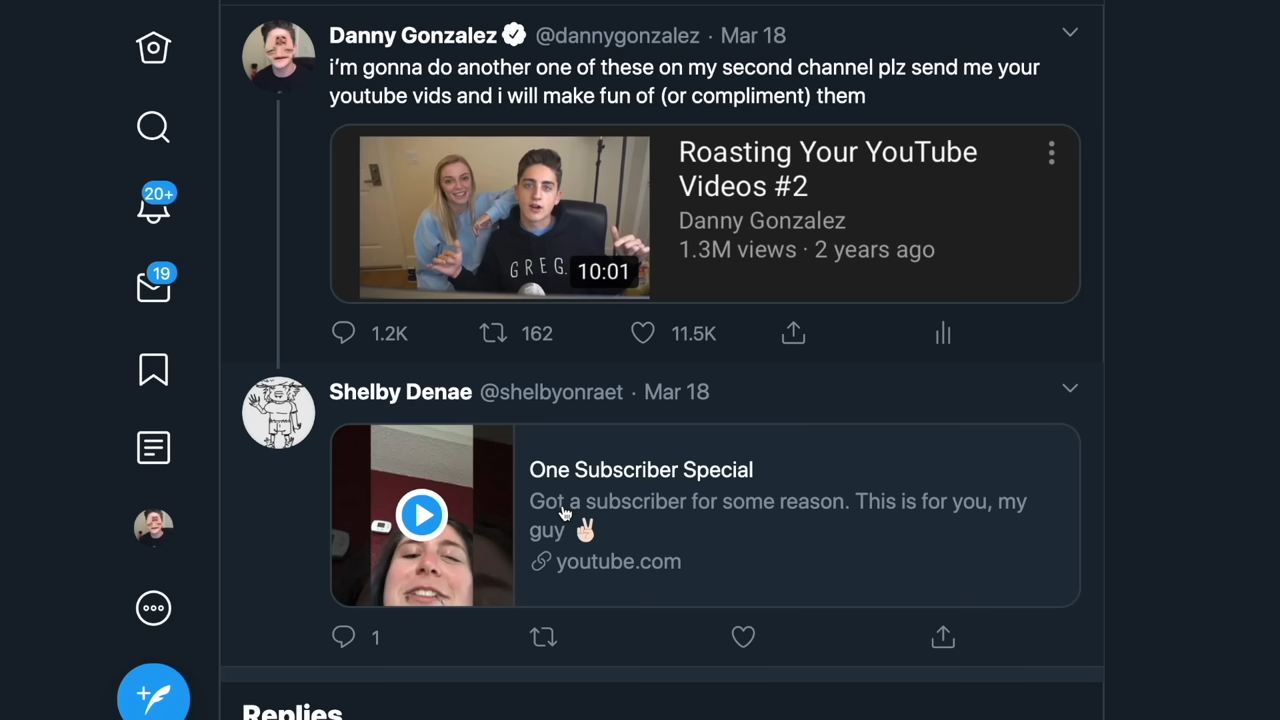 Danny Gonzalez @dannygonzalez · Mar 18
i'm gonna do another one of these on my second channel plz send me your
youtube vids and i will make fun of (or compliment) them
GREG.
10:01
Roasting Your YouTube
Videos #2
Danny Gonzalez
1.3M views · 2 years ago
1.2K 162 11.5K
20+
19
Shelby Denae @shelbyonraet · Mar 18
One Subscriber Special
Got a subscriber for some reason. This is for you, my
guy ✌🏻
youtube.com
1
Replies